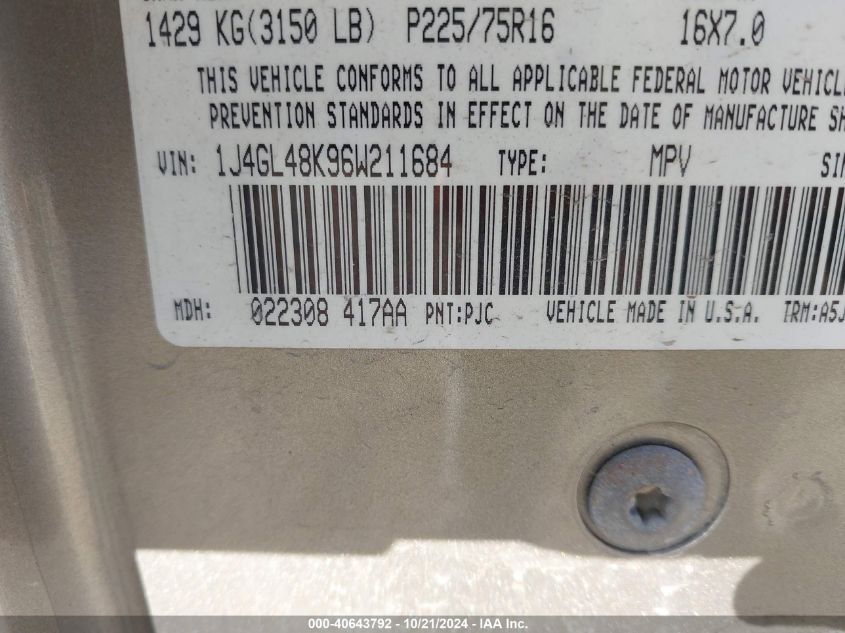 1429 KG(3150 LB) P225/75R16 16X7.0
THIS VEHICLE CONFORMS TO ALL APPLICABLE FEDERAL MOTOR VEHICLE
PREVENTION STANDARDS IN EFFECT ON THE DATE OF MANUFACTURE SH
VIN: 1J4GL48K96W211684 TYPE: MPV SIN
MDH: 022308 417AA PNT:PJC VEHICLE MADE IN U.S.A. TRM:A5J
000-40643792 - 10/21/2024 - IAA Inc.